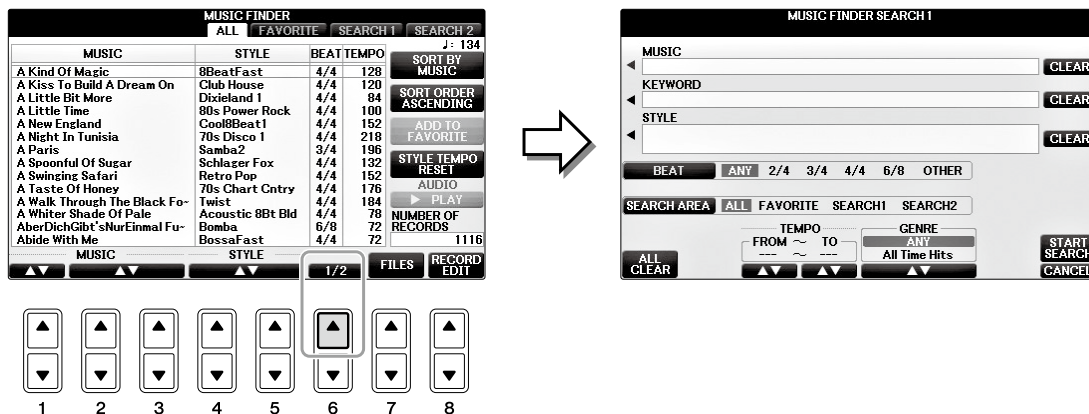 MUSIC FINDER
ALL FAVORITE SEARCH 1 SEARCH 2
MUSIC STYLE BEAT TEMPO ♩: 134
A Kind Of Magic 8BeatFast 4/4 128
A Kiss To Build A Dream On Club House 4/4 120
A Little Bit More Dixieland 1 4/4 84
A Little Time 80s Power Rock 4/4 100
A New England Cool8Beat1 4/4 152
A Night In Tunisia 70s Disco 1 4/4 218
A Paris Samba2 3/4 196
A Spoonful Of Sugar Schlager Fox 4/4 132
A Swinging Safari Retro Pop 4/4 152
A Taste Of Honey 70s Chart Cntry 4/4 176
A Walk Through The Black Fo~ Twist 4/4 184
A Whiter Shade Of Pale Acoustic 8Bt Bld 4/4 78
AberDichGibt'sNurEinmal Fu~ Bomba 6/8 72
Abide With Me BossaFast 4/4 72
SORT BY
MUSIC
SORT ORDER
ASCENDING
ADD TO
FAVORITE
STYLE TEMPO
RESET
AUDIO
▶ PLAY
NUMBER OF
RECORDS
1116
MUSIC STYLE
▲▼ ▲▼ ▲▼ 1/2 FILES RECORD
EDIT
▲ ▲ ▲ ▲ ▲ ▲ ▲ ▲
▼ ▼ ▼ ▼ ▼ ▼ ▼ ▼
1 2 3 4 5 6 7 8
MUSIC FINDER SEARCH 1
MUSIC
◀ CLEAR
KEYWORD
◀ CLEAR
STYLE
◀ CLEAR
BEAT ANY 2/4 3/4 4/4 6/8 OTHER
SEARCH AREA ALL FAVORITE SEARCH1 SEARCH2
TEMPO GENRE
FROM ~ TO ANY
--- ~ --- All Time Hits
ALL
CLEAR
▲▼ ▲▼ ▲▼
START
SEARCH
CANCEL